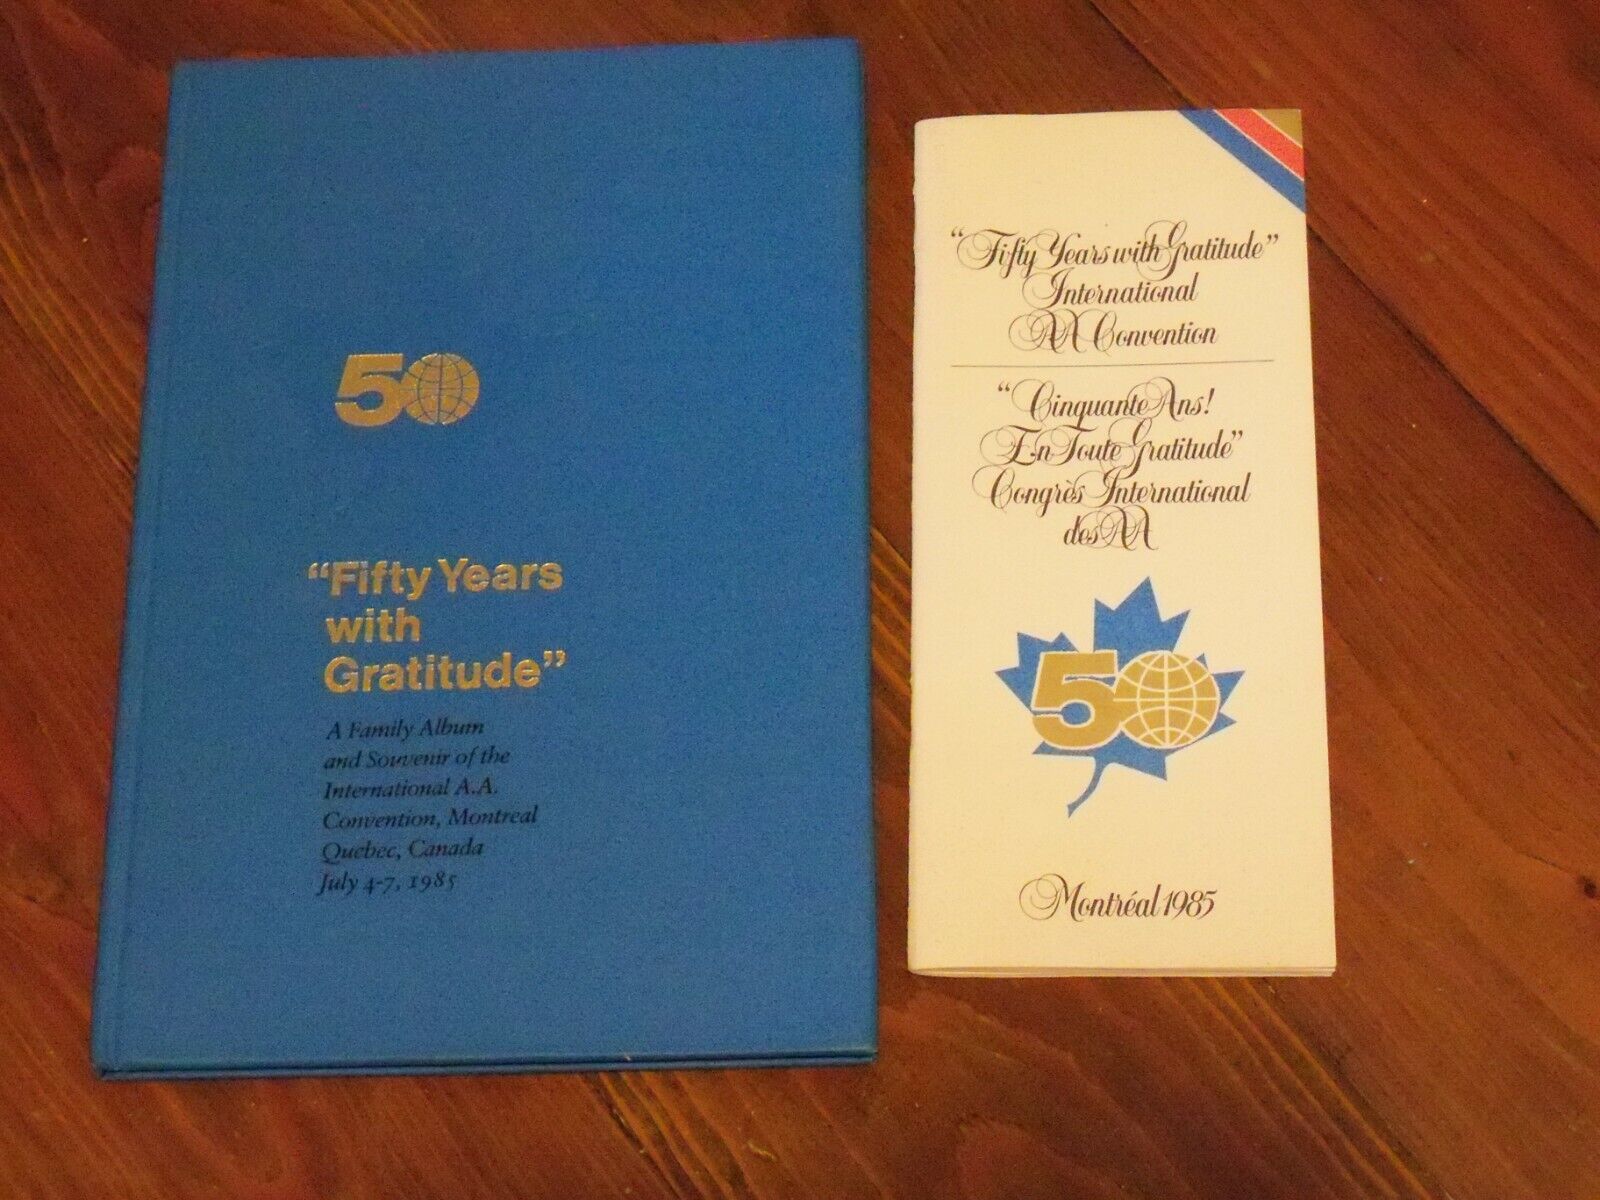 50
“Fifty Years
with
Gratitude”
A Family Album
and Souvenir of the
International A.A.
Convention, Montreal
Quebec, Canada
July 4-7, 1985
“Fifty Years with Gratitude”
International
AA Convention
“Cinquante Ans!
En Toute Gratitude”
Congrès International
des AA
50
Montréal 1985